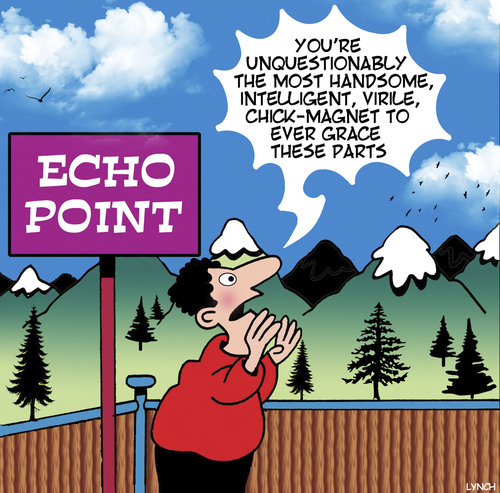 YOU'RE
UNQUESTIONABLY
THE MOST HANDSOME,
INTELLIGENT, VIRILE,
CHICK-MAGNET TO
EVER GRACE
THESE PARTS
ECHO
POINT
LYNCH